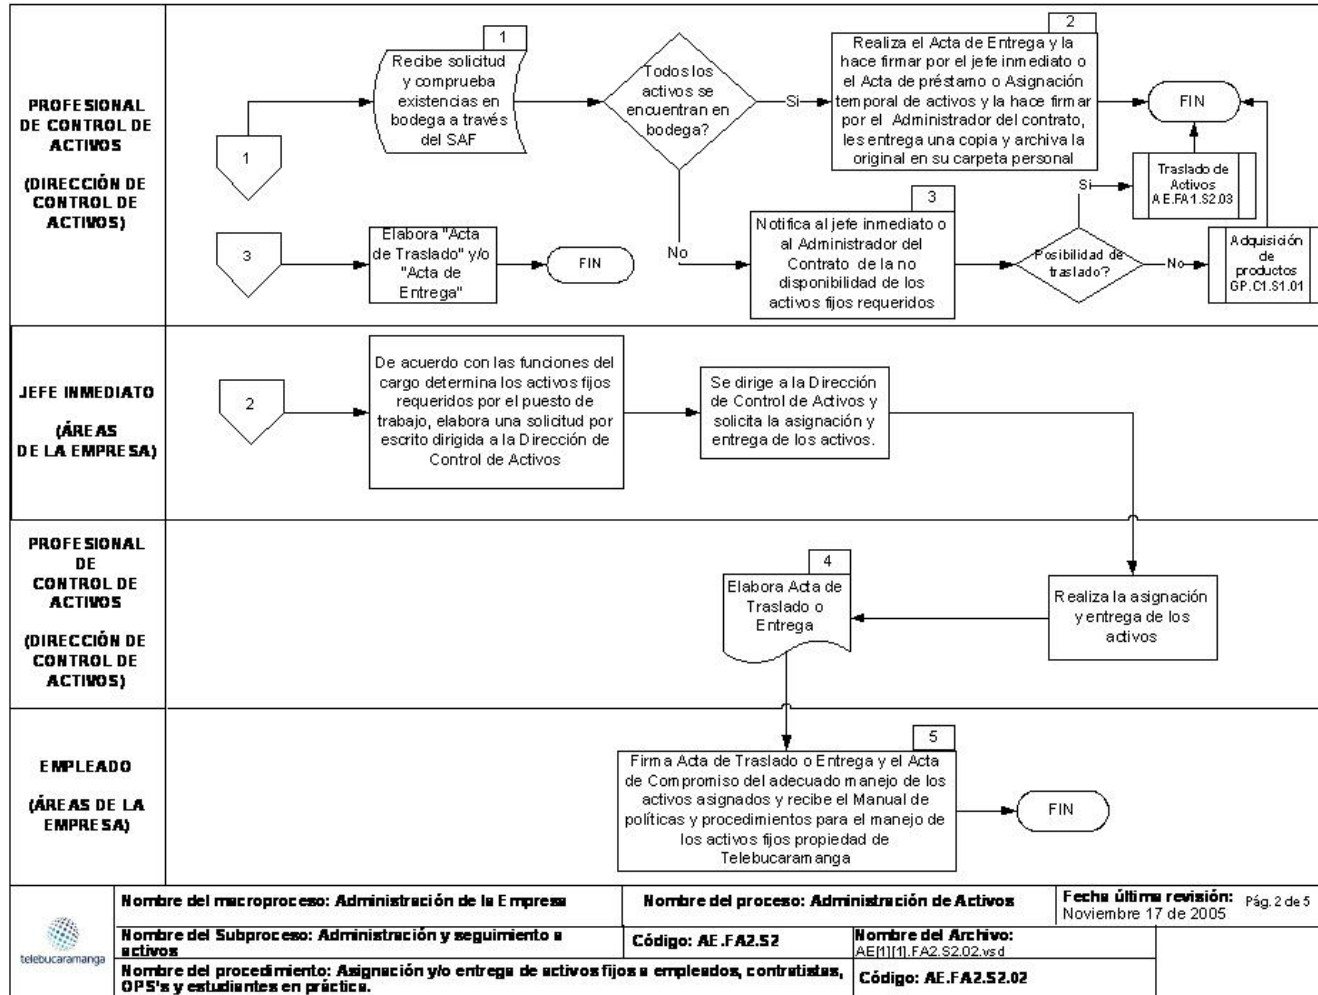 PROFESIONAL
DE CONTROL DE
ACTIVOS
(DIRECCIÓN DE
CONTROL DE
ACTIVOS)
1
1
Recibe solicitud
y comprueba
existencias en
bodega a través
del SAF
Todos los
activos se
encuentran en
bodega?
Si
2
Realiza el Acta de Entrega y la
hace firmar por el jefe inmediato o
el Acta de préstamo o Asignación
temporal de activos y la hace firmar
por el Administrador del contrato,
les entrega una copia y archiva la
original en su carpeta personal
FIN
No
3
Notifica al jefe inmediato o
al Administrador del
Contrato de la no
disponibilidad de los
activos fijos requeridos
Posibilidad de
traslado?
Si
Traslado de
Activos
AE.FA1.S2.03
No
Adquisición
de
productos
GP.C1.S1.01
3
Elabora "Acta
de Traslado" y/o
"Acta de
Entrega"
FIN
JEFE INMEDIATO
(ÁREAS
DE LA EMPRESA)
2
De acuerdo con las funciones del
cargo determina los activos fijos
requeridos por el puesto de
trabajo, elabora una solicitud por
escrito dirigida a la Dirección de
Control de Activos
Se dirige a la Dirección
de Control de Activos y
solicita la asignación y
entrega de los activos.
PROFESIONAL
DE
CONTROL DE
ACTIVOS
(DIRECCIÓN DE
CONTROL DE
ACTIVOS)
4
Elabora Acta de
Traslado o
Entrega
Realiza la asignación
y entrega de los
activos
EMPLEADO
(ÁREAS DE LA
EMPRESA)
5
Firma Acta de Traslado o Entrega y el Acta
de Compromiso del adecuado manejo de los
activos asignados y recibe el Manual de
políticas y procedimientos para el manejo de
los activos fijos propiedad de
Telebucaramanga
FIN
telebucaramanga
Nombre del macroproceso: Administración de la Empresa
Nombre del proceso: Administración de Activos
Fecha última revisión: Pág. 2 de 5
Noviembre 17 de 2005
Nombre del Subproceso: Administración y seguimiento a
activos
Código: AE.FA2.S2
Nombre del Archivo:
AE[1][1].FA2.S2.02.vsd
Nombre del procedimiento: Asignación y/o entrega de activos fijos a empleados, contratistas,
OPS's y estudiantes en práctica.
Código: AE.FA2.S2.02